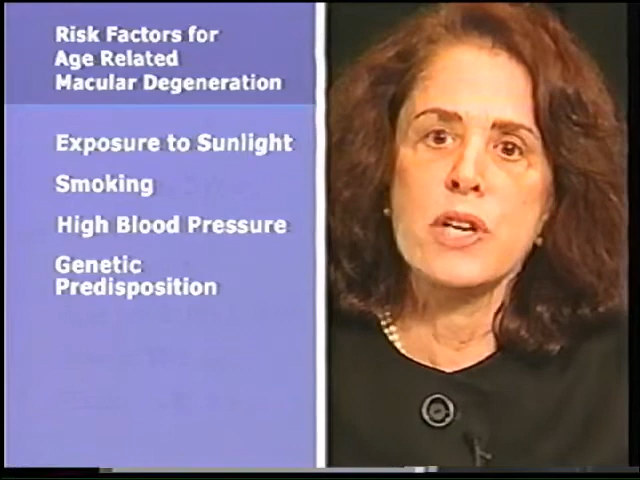 Risk Factors for
Age Related
Macular Degeneration
Exposure to Sunlight
Smoking
High Blood Pressure
Genetic
Predisposition